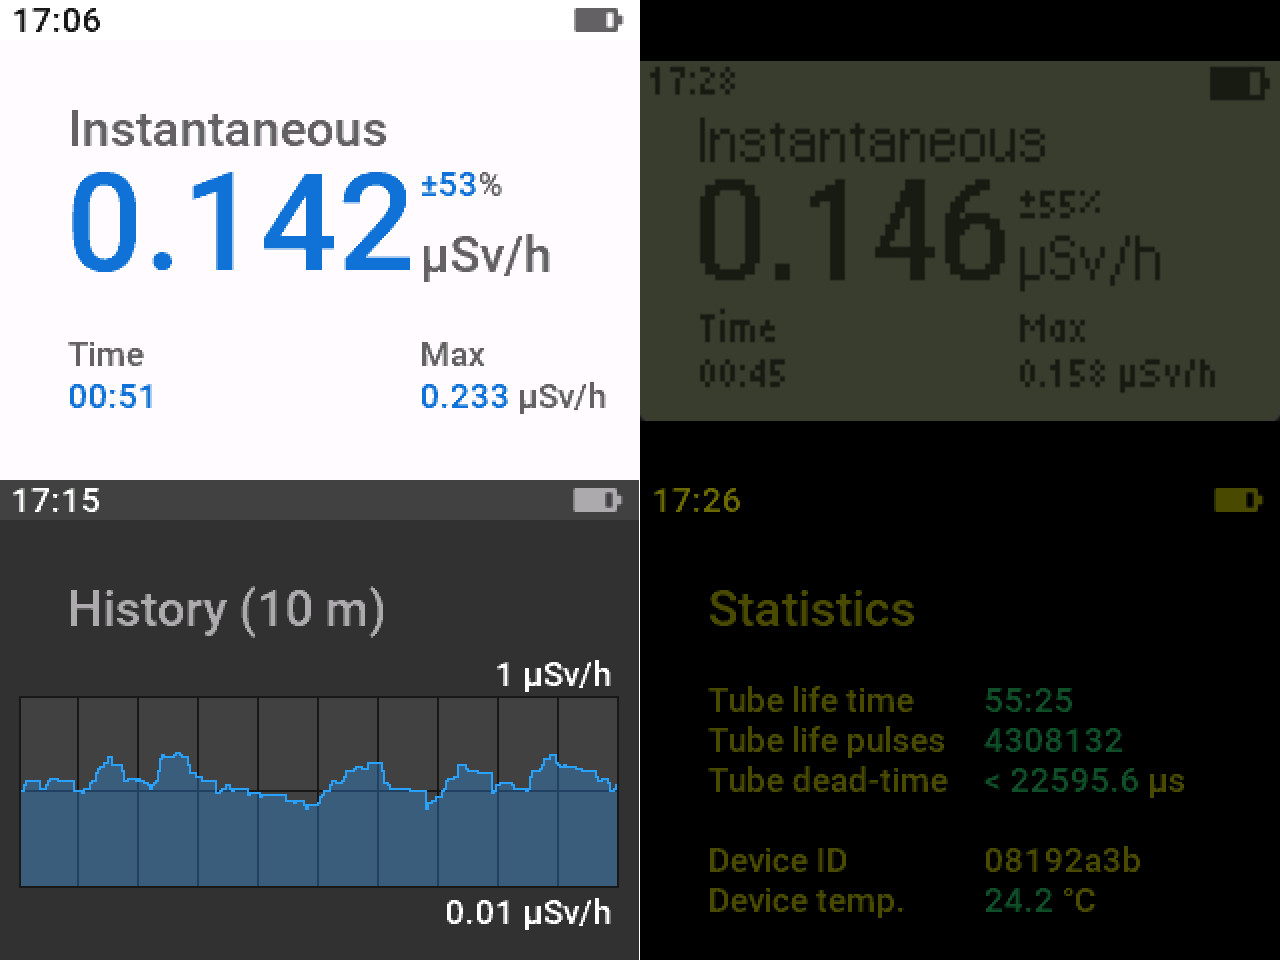 17:06
Instantaneous
0.142 ±53%
µSv/h
Time Max
00:51 0.233 µSv/h
17:28
Instantaneous
0.146 ±55%
µSv/h
Time Max
00:45 0.158 µSv/h
17:15
History (10 m)
1 µSv/h
0.01 µSv/h
17:26
Statistics
Tube life time 55:25
Tube life pulses 4308132
Tube dead-time < 22595.6 µs
Device ID 08192a3b
Device temp. 24.2 °C